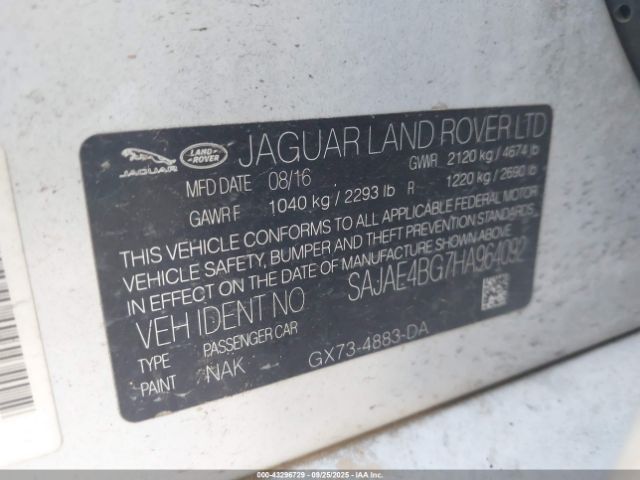 JAGUAR LAND-ROVER JAGUAR LAND ROVER LTD
MFD DATE 08/16 GWR 2120 kg / 4674 lb
GAWR F 1040 kg / 2293 lb R 1220 kg / 2690 lb
THIS VEHICLE CONFORMS TO ALL APPLICABLE FEDERAL MOTOR
VEHICLE SAFETY, BUMPER AND THEFT STANDARDS
IN EFFECT ON THE DATE OF MANUFACTURE SHOWN ABOVE.
VEH IDENT NO SAJAE4BG7HA964092
TYPE PASSENGER CAR
PAINT NAK GX73-4883-DA
000-43296729 09/25/2025 IAAI.COM